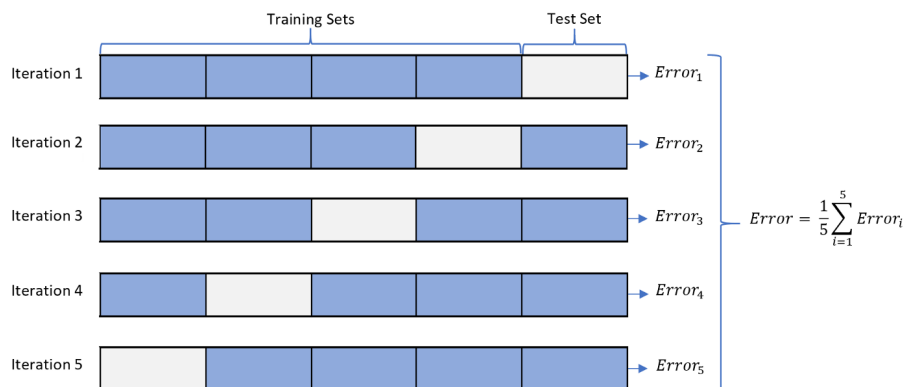 Training Sets
Test Set
Iteration 1
Error₁
Iteration 2
Error₂
Iteration 3
Error₃
Error = 1/5 ∑_{i=1}^{5} Errorᵢ
Iteration 4
Error₄
Iteration 5
Error₅